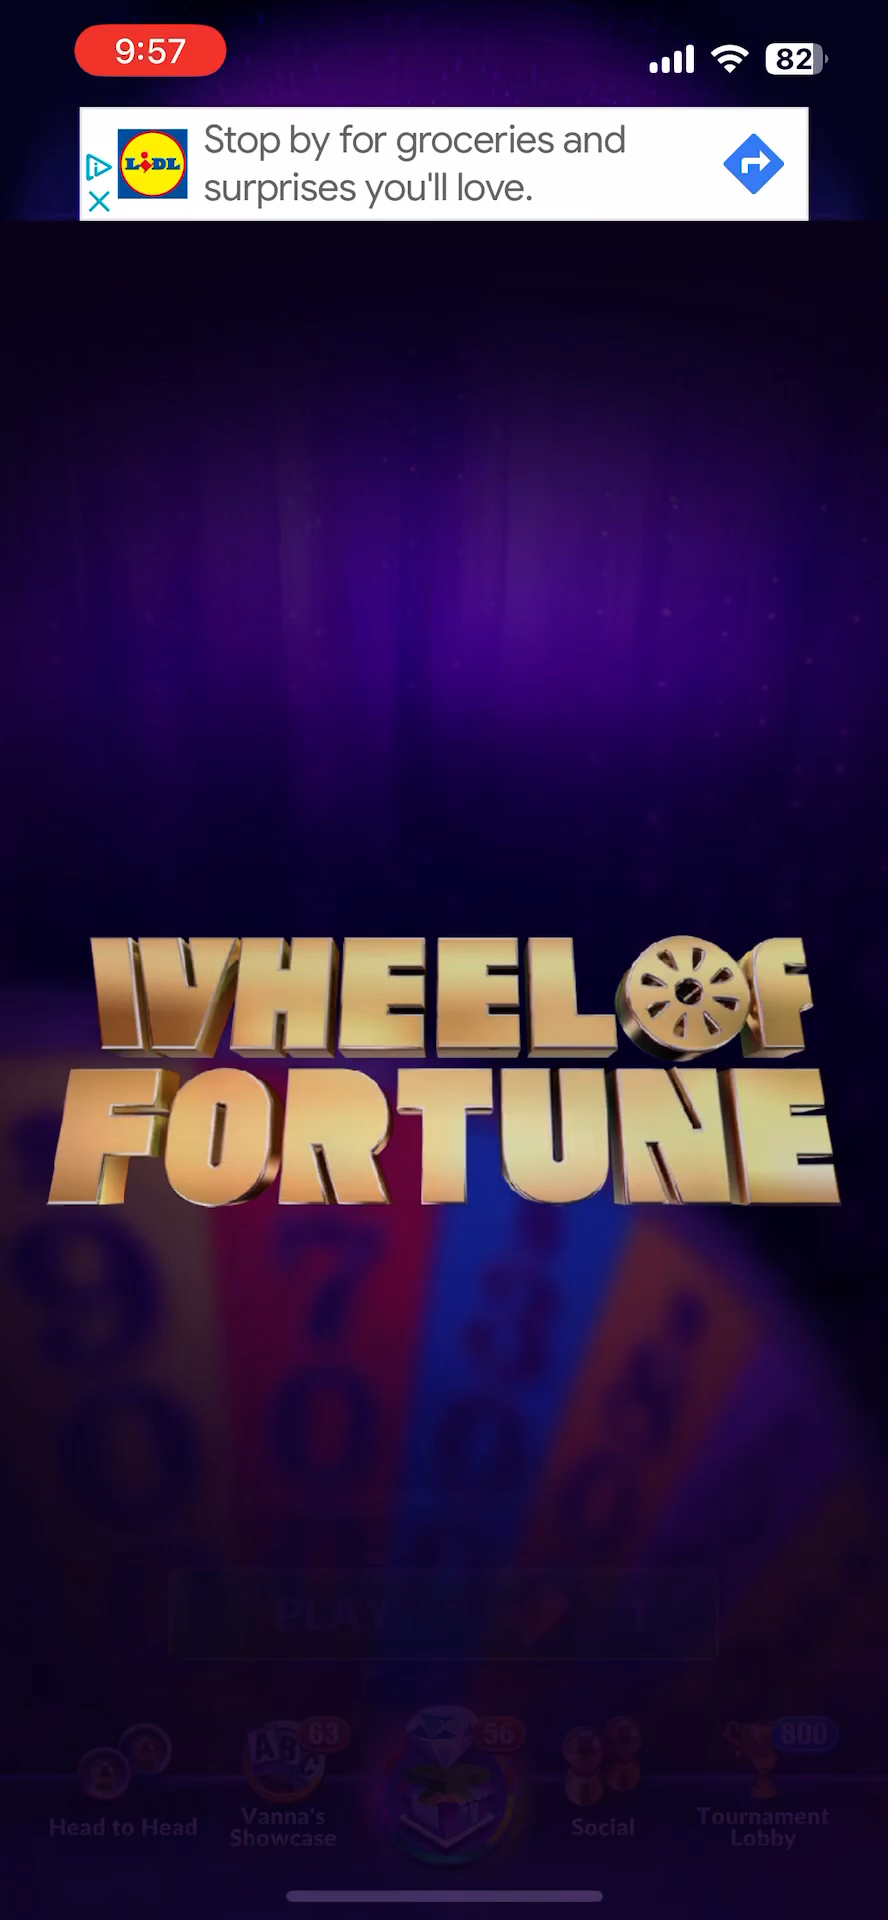 9:57
82
LIDL
Stop by for groceries and
surprises you'll love.
WHEEL OF
FORTUNE
PLAY 1
63
56
800
Head to Head
Vanna's
Showcase
Social
Tournament
Lobby